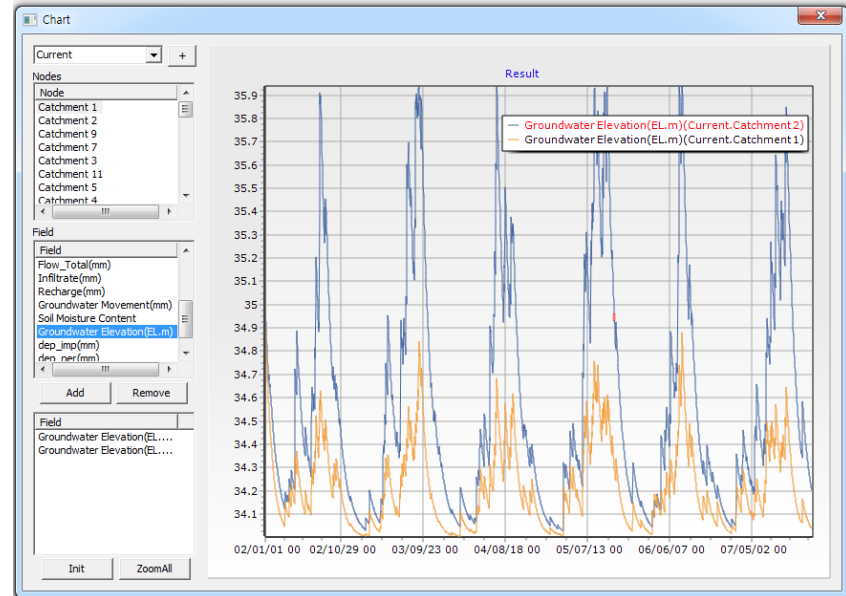 Chart
Current
+
Nodes
Node
Catchment 1
Catchment 2
Catchment 9
Catchment 7
Catchment 3
Catchment 11
Catchment 5
Catchment 4
Field
Field
Flow_Total(mm)
Infiltrate(mm)
Recharge(mm)
Groundwater Movement(mm)
Soil Moisture Content
Groundwater Elevation(EL.m)
dep_imp(mm)
dep_per(mm)
Add Remove
Field
Groundwater Elevation(EL....
Groundwater Elevation(EL....
Init ZoomAll
Result
Groundwater Elevation(EL.m)(Current.Catchment 2)
Groundwater Elevation(EL.m)(Current.Catchment 1)
35.9
35.8
35.7
35.6
35.5
35.4
35.3
35.2
35.1
35
34.9
34.8
34.7
34.6
34.5
34.4
34.3
34.2
34.1
02/01/01 00 02/10/29 00 03/09/23 00 04/08/18 00 05/07/13 00 06/06/07 00 07/05/02 00